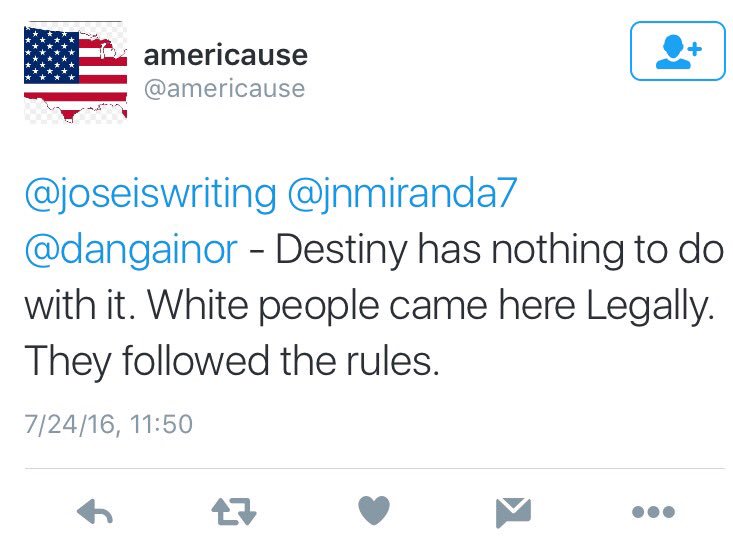 americause
@americause
@joseiswriting @jnmiranda7
@dangainor - Destiny has nothing to do
with it. White people came here Legally.
They followed the rules.
7/24/16, 11:50